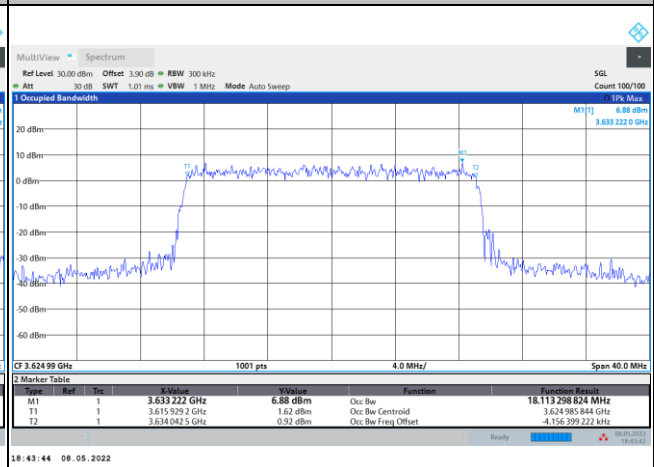 MultiView Spectrum
Ref Level 30.00 dBm Offset 3.90 dB RBW 300 kHz SGL
Att 30 dB SWT 1.01 ms VBW 1 MHz Mode Auto Sweep Count 100/100
1 Occupied Bandwidth 1Pk Max
M1[1] 6.88 dBm
3.633 222 0 GHz
20 dBm
10 dBm
M1
T1
T2
0 dBm
-10 dBm
-20 dBm
-30 dBm
-40 dBm
-50 dBm
-60 dBm
CF 3.624 99 GHz 1001 pts 4.0 MHz/ Span 40.0 MHz
2 Marker Table
Type Ref Trc X-Value Y-Value Function Function Result
M1 1 3.633 222 GHz 6.88 dBm Occ Bw 18.113 298 824 MHz
T1 1 3.615 929 2 GHz 1.62 dBm Occ Bw Centroid 3.624 985 844 GHz
T2 1 3.634 042 5 GHz 0.92 dBm Occ Bw Freq Offset -4.156 399 222 kHz
Ready 08.05.2022
18:43:43
18:43:44 08.05.2022